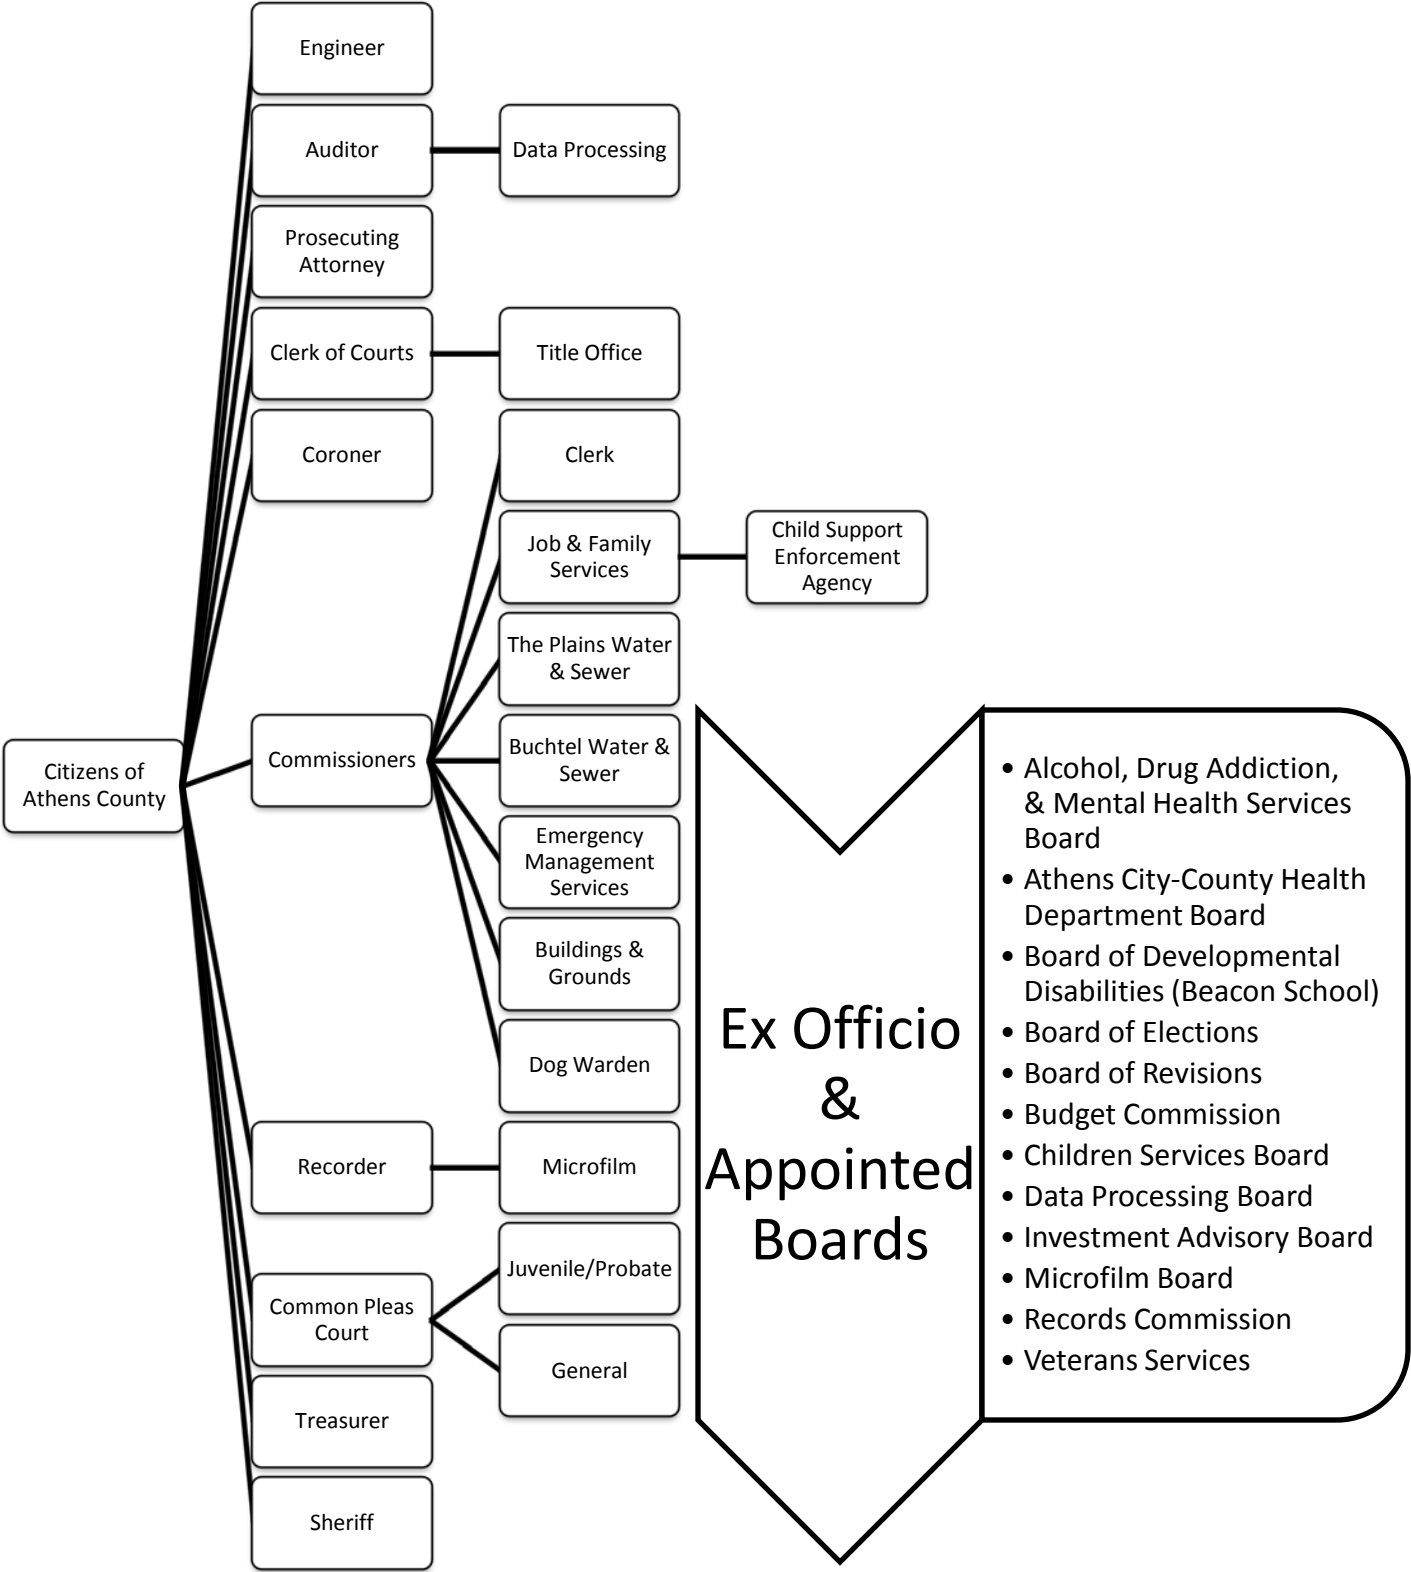 Engineer
Auditor
Data Processing
Prosecuting
Attorney
Clerk of Courts
Title Office
Coroner
Clerk
Job & Family
Services
Child Support
Enforcement
Agency
The Plains Water
& Sewer
Citizens of
Athens County
Commissioners
Buchtel Water &
Sewer
Emergency
Management
Services
Buildings &
Grounds
Dog Warden
Recorder
Microfilm
Common Pleas
Court
Juvenile/Probate
General
Treasurer
Sheriff
Ex Officio
&
Appointed
Boards
• Alcohol, Drug Addiction,
& Mental Health Services
Board
• Athens City-County Health
Department Board
• Board of Developmental
Disabilities (Beacon School)
• Board of Elections
• Board of Revisions
• Budget Commission
• Children Services Board
• Data Processing Board
• Investment Advisory Board
• Microfilm Board
• Records Commission
• Veterans Services